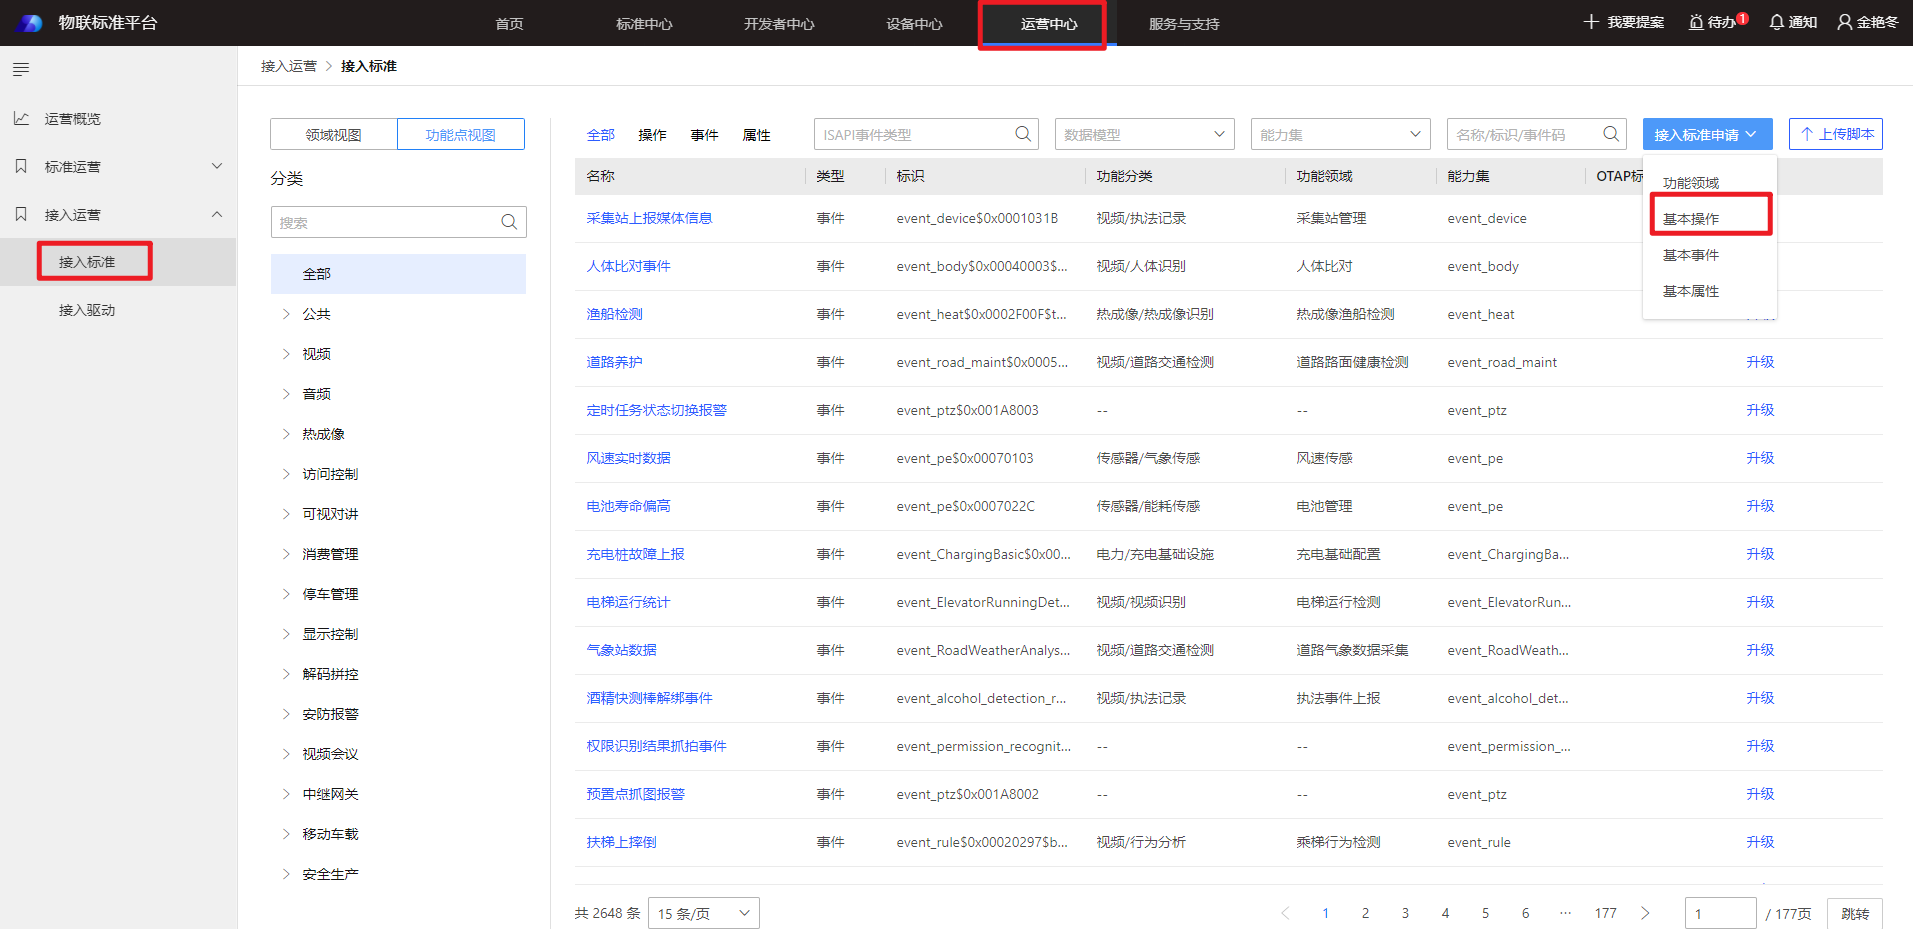 物联标准平台 首页 标准中心 开发者中心 设备中心 运营中心 服务与支持 我要提案 待办 1 通知 金艳冬
接入运营 > 接入标准
运营概览
标准运营
接入运营
接入标准
接入驱动
领域视图 功能点视图
分类
搜索
全部
公共
视频
音频
热成像
访问控制
可视对讲
消费管理
停车管理
显示控制
解码拼控
安防报警
视频会议
中继网关
移动车载
安全生产
全部 操作 事件 属性 ISAPI事件类型 数据模型 能力集 名称/标识/事件码 接入标准申请 上传脚本
功能领域
基本操作
基本事件
基本属性
名称 类型 标识 功能分类 功能领域 能力集 OTAP标
采集站上报媒体信息 事件 event_device$0x0001031B 视频/执法记录 采集站管理 event_device
人体比对事件 事件 event_body$0x00040003$... 视频/人体识别 人体比对 event_body
渔船检测 事件 event_heat$0x0002F00F$t... 热成像/热成像识别 热成像渔船检测 event_heat
道路养护 事件 event_road_maint$0x0005... 视频/道路交通检测 道路路面健康检测 event_road_maint 升级
定时任务状态切换报警 事件 event_ptz$0x001A8003 -- -- event_ptz 升级
风速实时数据 事件 event_pe$0x00070103 传感器/气象传感 风速传感 event_pe 升级
电池寿命偏高 事件 event_pe$0x0007022C 传感器/能耗传感 电池管理 event_pe 升级
充电桩故障上报 事件 event_ChargingBasic$0x00... 电力/充电基础设施 充电基础配置 event_ChargingBa... 升级
电梯运行统计 事件 event_ElevatorRunningDet... 视频/视频识别 电梯运行检测 event_ElevatorRun... 升级
气象站数据 事件 event_RoadWeatherAnalys... 视频/道路交通检测 道路气象数据采集 event_RoadWeath... 升级
酒精快测棒解绑事件 事件 event_alcohol_detection_r... 视频/执法记录 执法事件上报 event_alcohol_det... 升级
权限识别结果抓拍事件 事件 event_permission_recognit... -- -- event_permission_... 升级
预置点抓图报警 事件 event_ptz$0x001A8002 -- -- event_ptz 升级
扶梯上摔倒 事件 event_rule$0x00020297$b... 视频/行为分析 乘梯行为检测 event_rule 升级
共 2648 条 15 条/页 1 2 3 4 5 6 ... 177 1 / 177页 跳转